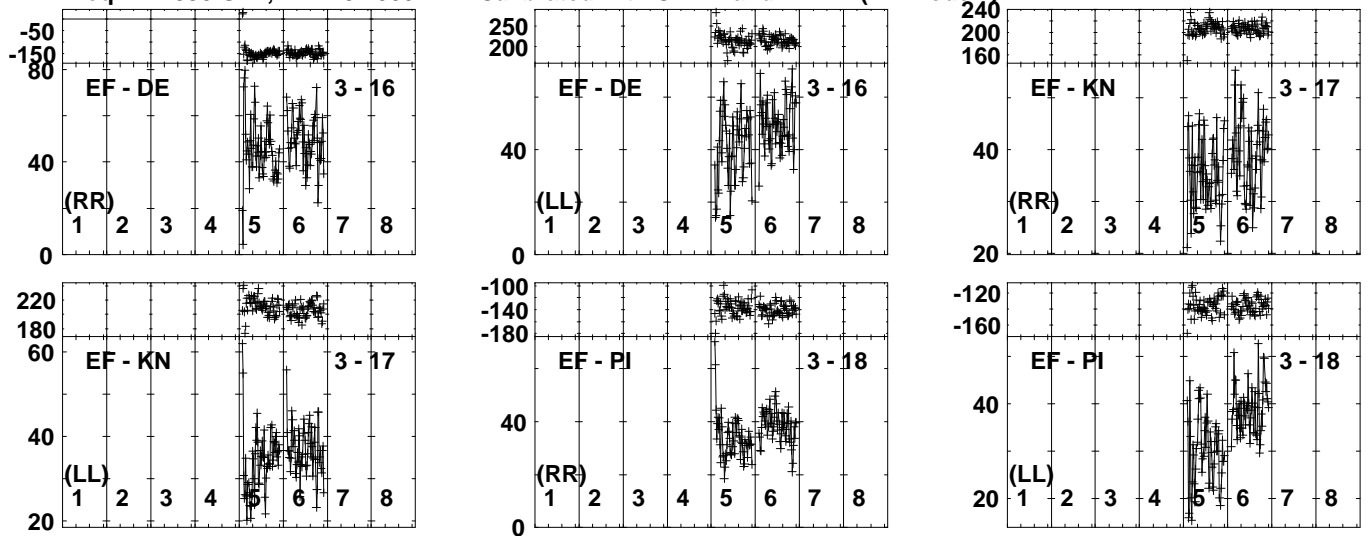 -50
-150
80
EF - DE
3 - 16
40
(RR)
1 2 3 4 5 6 7 8
0
250
200
EF - DE
3 - 16
40
(LL)
1 2 3 4 5 6 7 8
0
240
200
160
EF - KN
3 - 17
40
(RR)
1 2 3 4 5 6 7 8
20
220
180
60
EF - KN
3 - 17
40
(LL)
1 2 3 4 5 6 7 8
20
-100
-140
-180
EF - PI
3 - 18
40
(RR)
1 2 3 4 5 6 7 8
0
-120
-160
EF - PI
3 - 18
40
(LL)
1 2 3 4 5 6 7 8
20